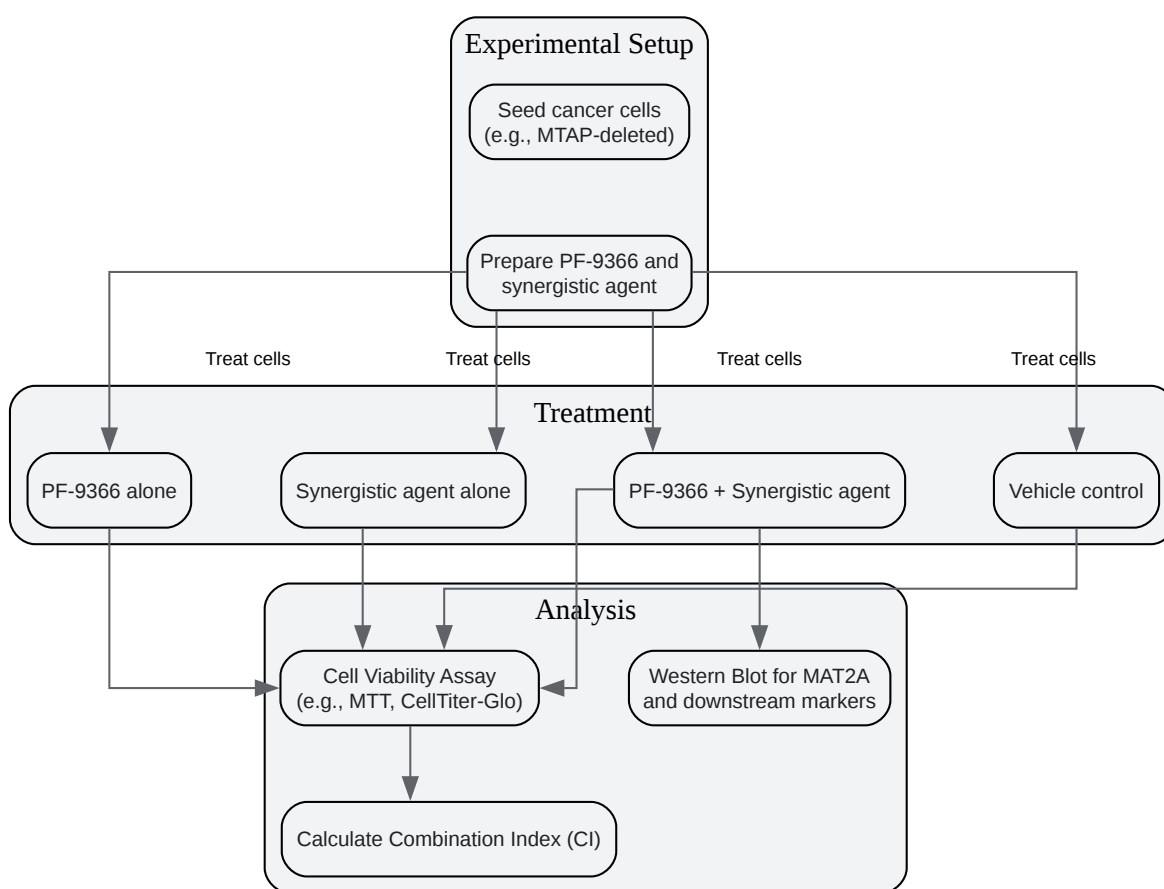 Experimental Setup
Seed cancer cells
(e.g., MTAP-deleted)
Prepare PF-9366 and
synergistic agent
Treat cells
Treat cells
Treat cells
Treat cells
Treatment
PF-9366 alone
Synergistic agent alone
PF-9366 + Synergistic agent
Vehicle control
Analysis
Cell Viability Assay
(e.g., MTT, CellTiter-Glo)
Western Blot for MAT2A
and downstream markers
Calculate Combination Index (CI)